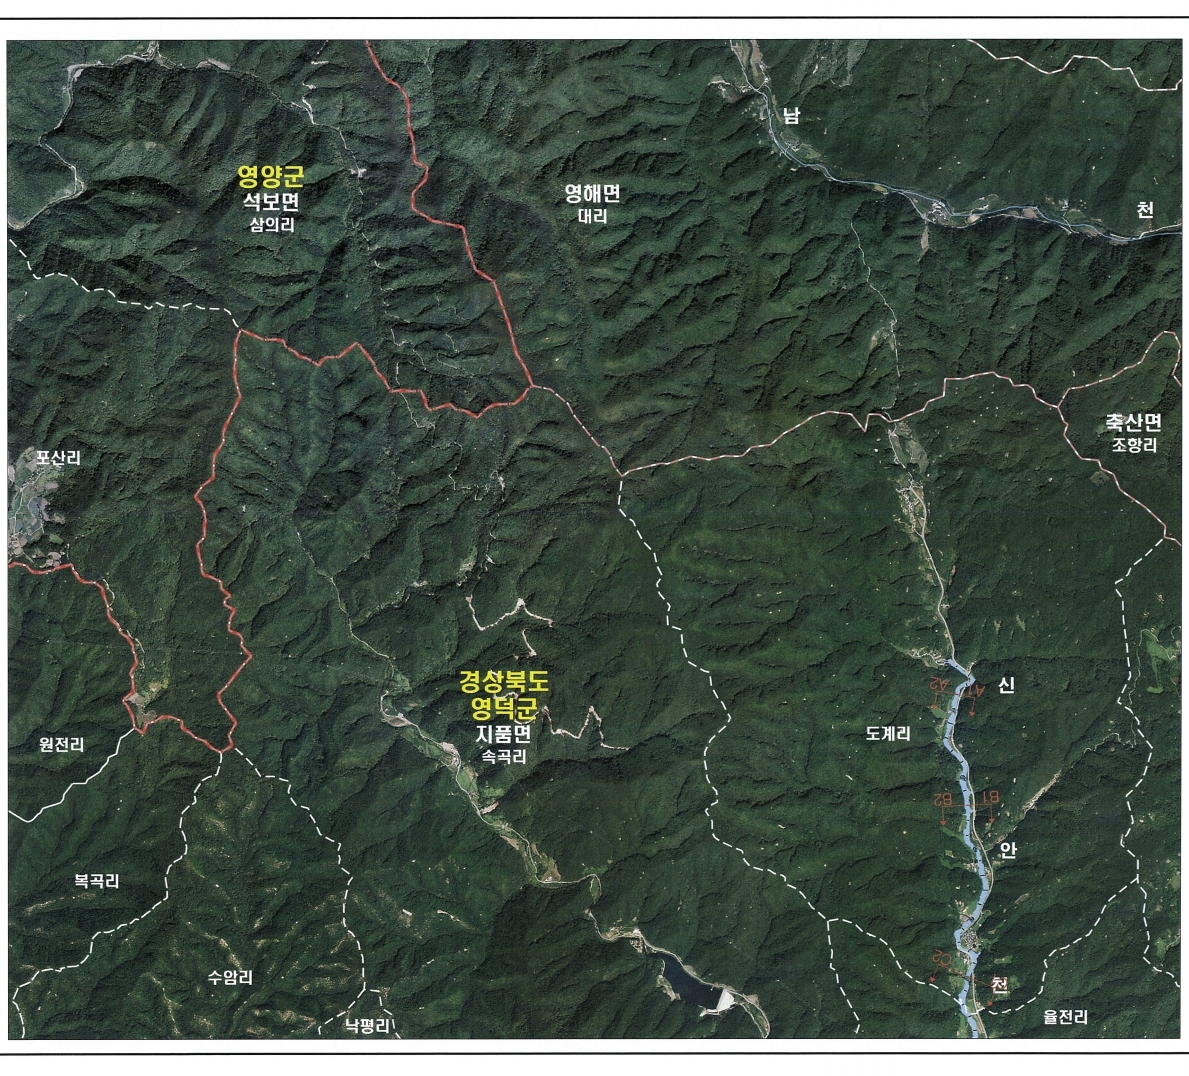 남
천
영양군
석보면
삼의리
영해면
대리
축산면
조항리
포산리
경상북도
영덕군
지품면
속곡리
신
A2
A1
도계리
원전리
B2
B1
안
복곡리
수암리
C2
천
낙평리
율전리